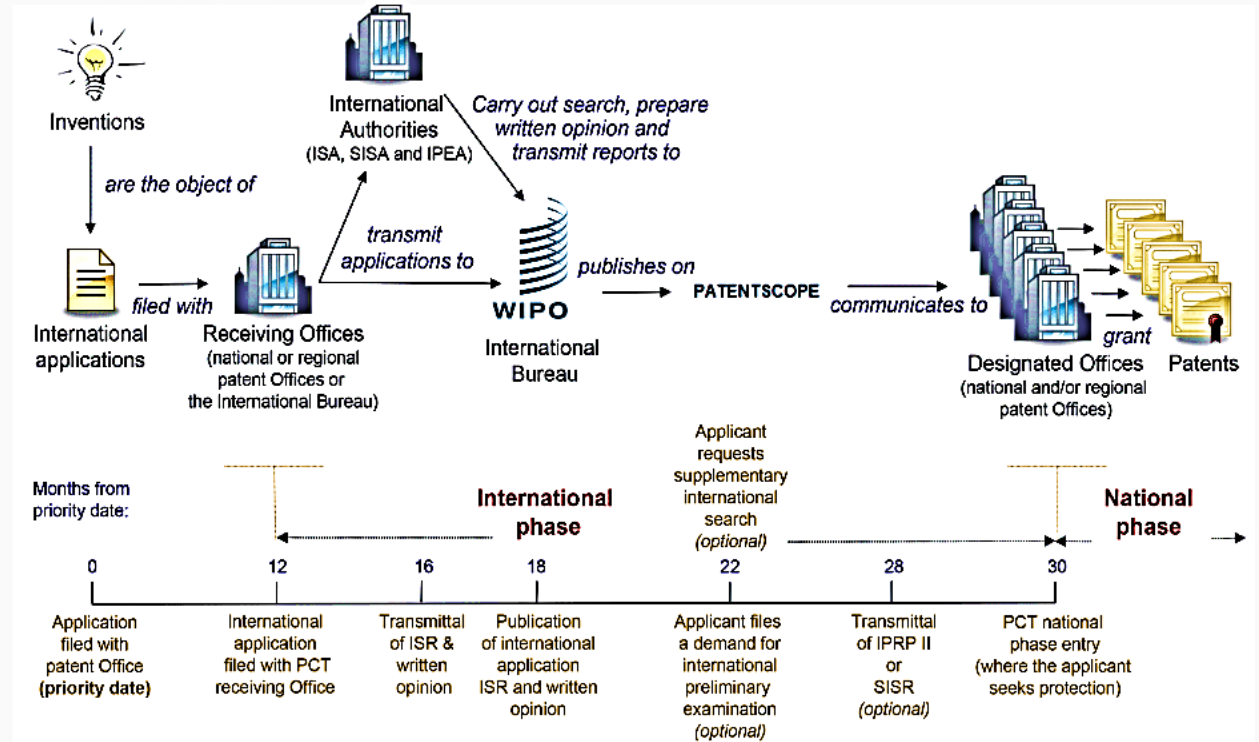 Inventions
are the object of
International
applications
filed with
Receiving Offices
(national or regional
patent Offices or
the International Bureau)
International
Authorities
(ISA, SISA and IPEA)
Carry out search, prepare
written opinion and
transmit reports to
transmit
applications to
WIPO
International
Bureau
publishes on
PATENTSCOPE
communicates to
Designated Offices
(national and/or regional
patent Offices)
grant
Patents
Months from
priority date:
International
phase
Applicant
requests
supplementary
international
search
(optional)
National
phase
0
12
16
18
22
28
30
Application
filed with
patent Office
(priority date)
International
application
filed with PCT
receiving Office
Transmittal
of ISR &
written
opinion
Publication
of international
application
ISR and written
opinion
Applicant files
a demand for
international
preliminary
examination
(optional)
Transmittal
of IPRP II
or
SISR
(optional)
PCT national
phase entry
(where the applicant
seeks protection)